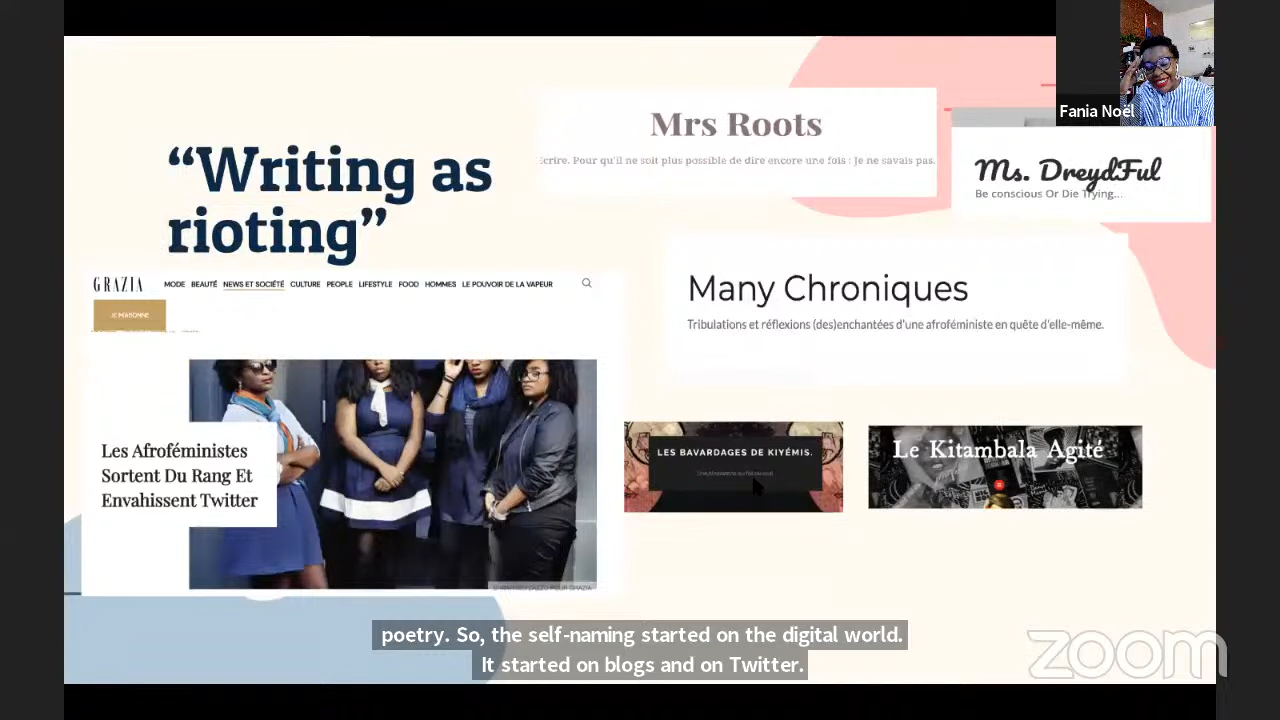 Fania Noël
“Writing as
rioting”
Mrs Roots
Écrire. Pour qu'il ne soit plus possible de dire encore une fois : Je ne savais pas.
Ms. DreydFul
Be conscious Or Die Trying...
GRAZIA
MODE BEAUTÉ NEWS ET SOCIÉTÉ CULTURE PEOPLE LIFESTYLE FOOD HOMMES LE POUVOIR DE LA VAPEUR
JE M'ABONNE
Many Chroniques
Tribulations et réflexions (des)enchantées d'une afroféministe en quête d'elle-même.
Les Afroféministes
Sortent Du Rang Et
Envahissent Twitter
LES BAVARDAGES DE KIYÉMIS.
Le Kitambala Agité
poetry. So, the self-naming started on the digital world.
It started on blogs and on Twitter.
zoom